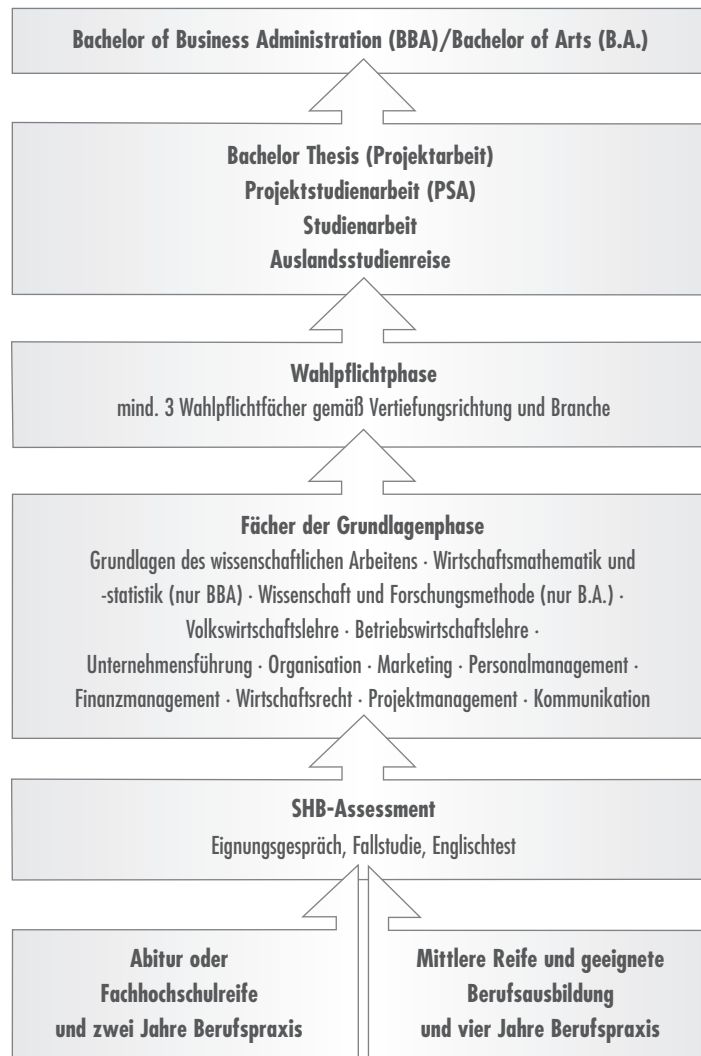 Bachelor of Business Administration (BBA)/Bachelor of Arts (B.A.)
Bachelor Thesis (Projektarbeit)
Projektstudienarbeit (PSA)
Studienarbeit
Auslandsstudienreise
Wahlpflichtphase
mind. 3 Wahlpflichtfächer gemäß Vertiefungsrichtung und Branche
Fächer der Grundlagenphase
Grundlagen des wissenschaftlichen Arbeitens · Wirtschaftsmathematik und
-statistik (nur BBA) · Wissenschaft und Forschungsmethode (nur B.A.) ·
Volkswirtschaftslehre · Betriebswirtschaftslehre ·
Unternehmensführung · Organisation · Marketing · Personalmanagement ·
Finanzmanagement · Wirtschaftsrecht · Projektmanagement · Kommunikation
SHB-Assessment
Eignungsgespräch, Fallstudie, Englischtest
Abitur oder
Fachhochschulreife
und zwei Jahre Berufspraxis
Mittlere Reife und geeignete
Berufsausbildung
und vier Jahre Berufspraxis